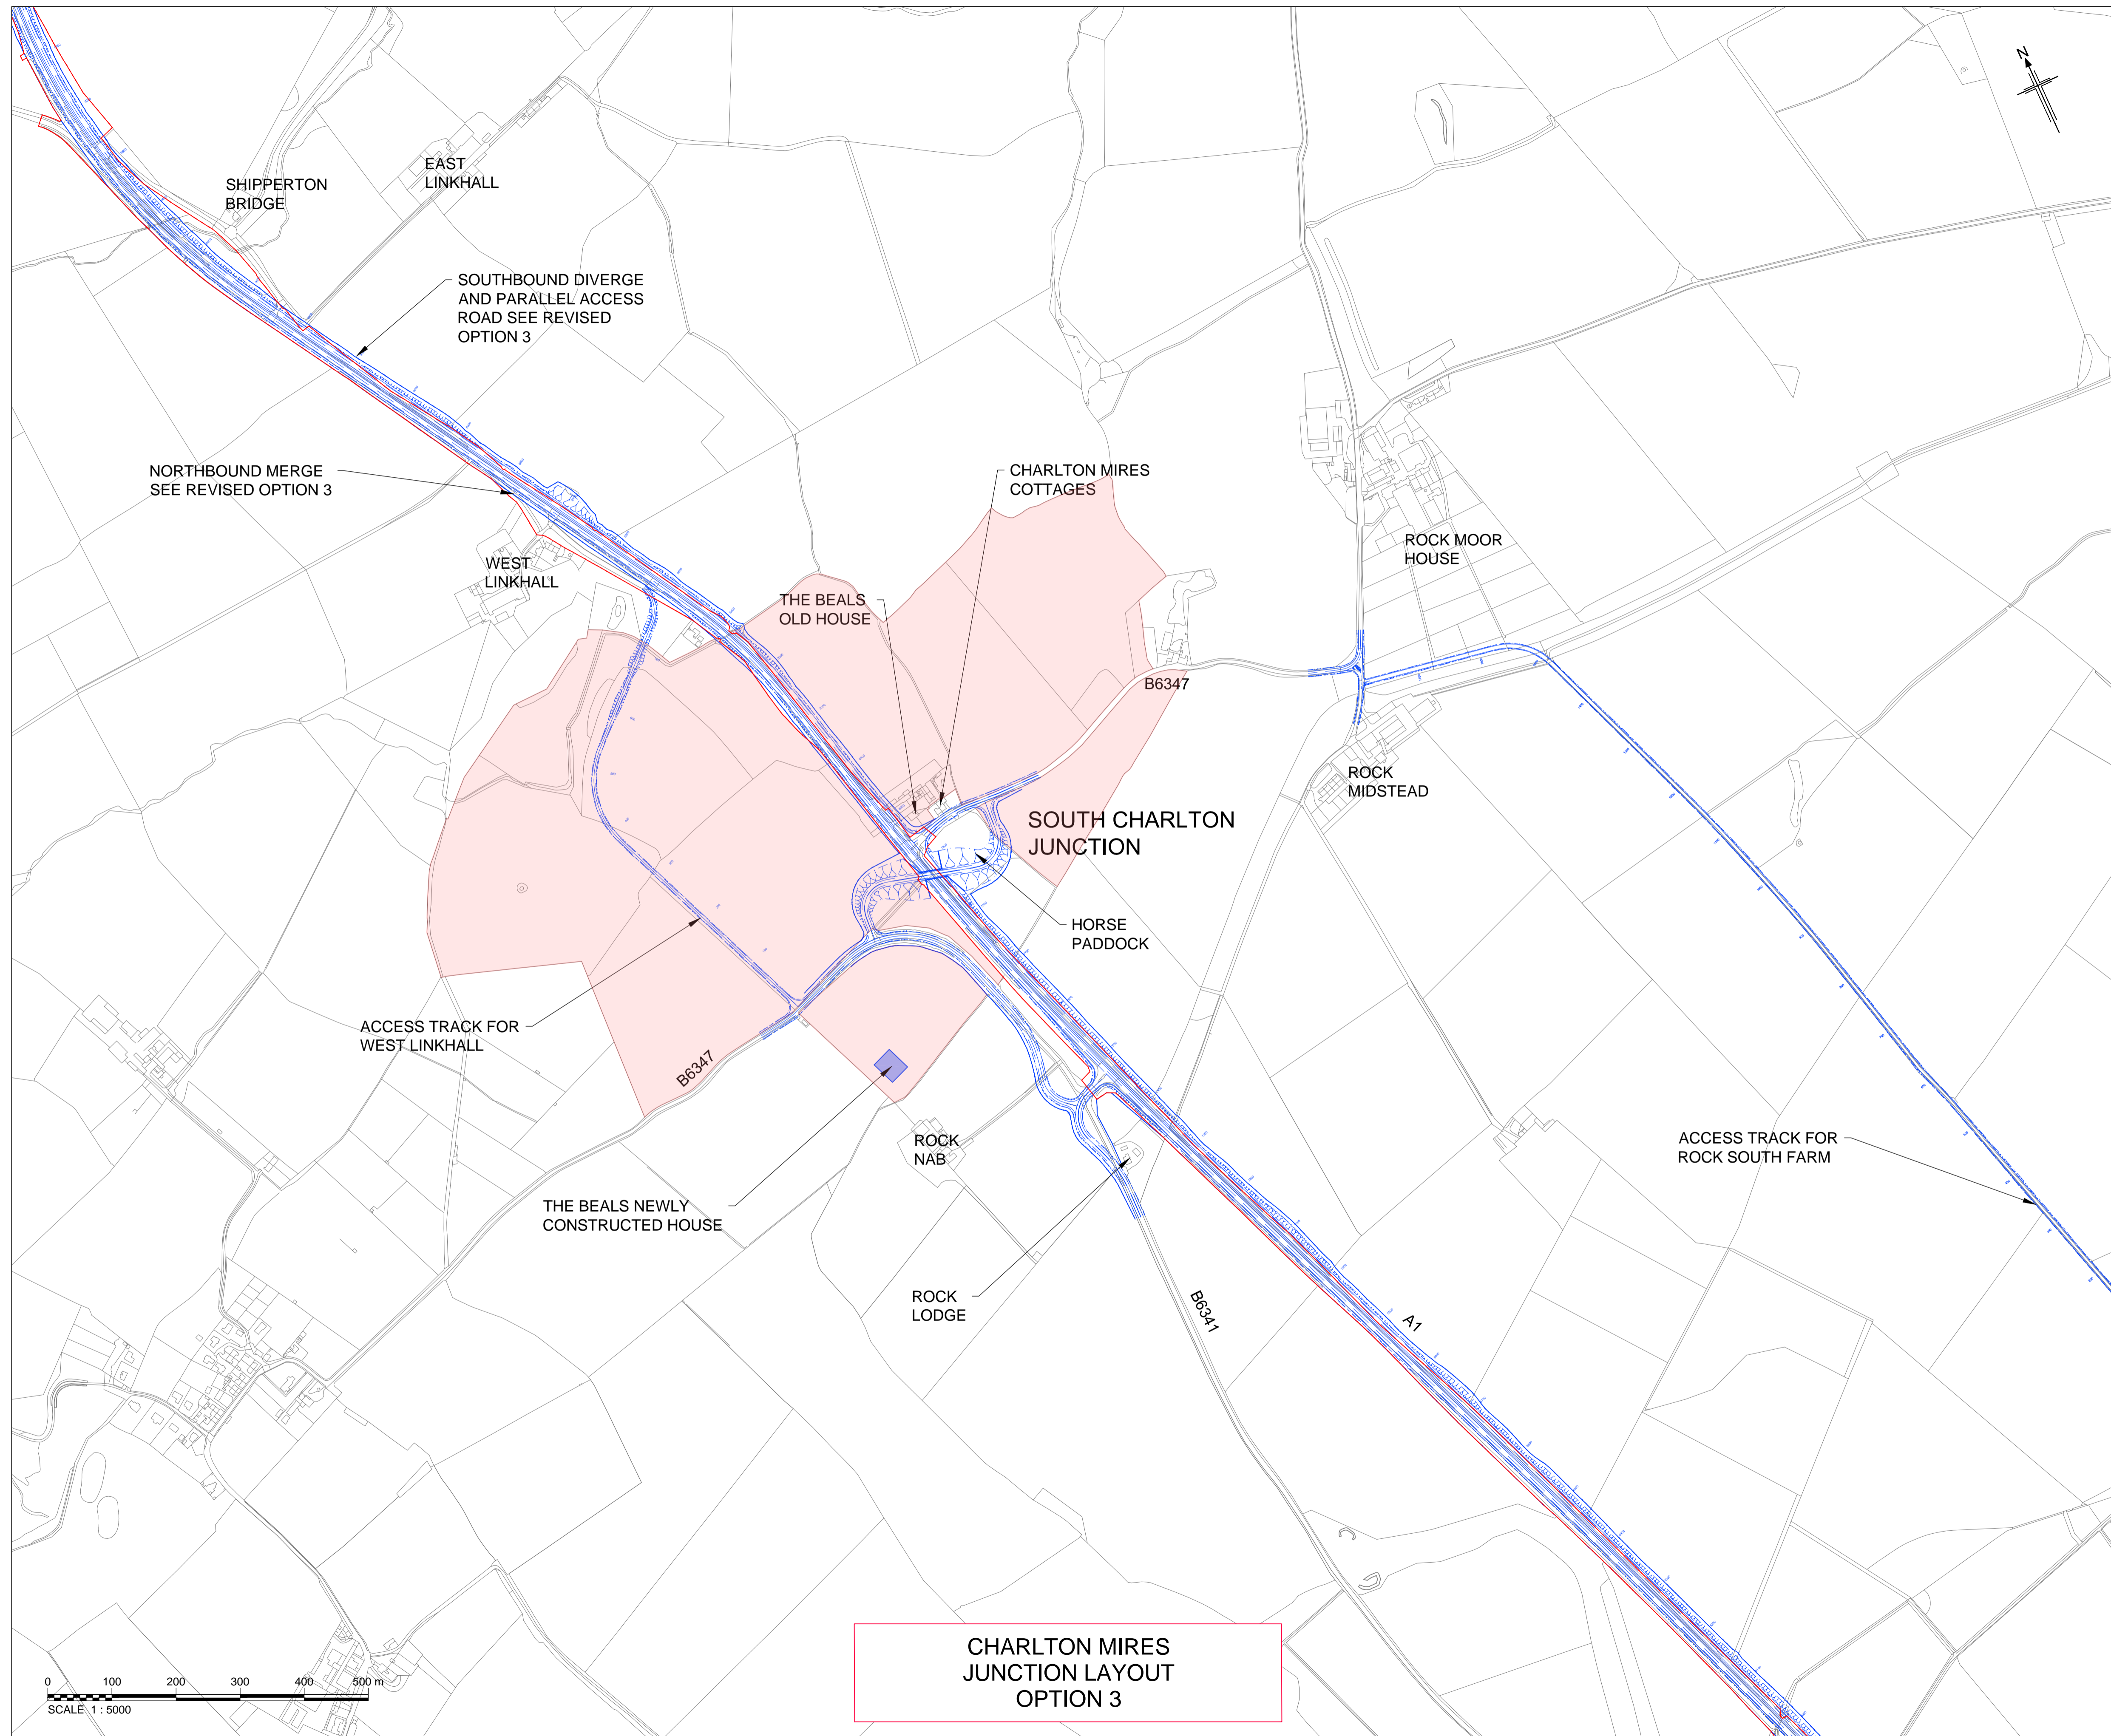 N
EAST
LINKHALL
SHIPPERTON
BRIDGE
SOUTHBOUND DIVERGE
AND PARALLEL ACCESS
ROAD SEE REVISED
OPTION 3
NORTHBOUND MERGE
SEE REVISED OPTION 3
CHARLTON MIRES
COTTAGES
ROCK MOOR
HOUSE
WEST
LINKHALL
THE BEALS
OLD HOUSE
B6347
ROCK
MIDSTEAD
SOUTH CHARLTON
JUNCTION
HORSE
PADDOCK
ACCESS TRACK FOR
WEST LINKHALL
B6347
ROCK
NAB
ACCESS TRACK FOR
ROCK SOUTH FARM
THE BEALS NEWLY
CONSTRUCTED HOUSE
ROCK
LODGE
B6341
A1
CHARLTON MIRES
JUNCTION LAYOUT
OPTION 3
0 100 200 300 400 500 m
SCALE 1 : 5000